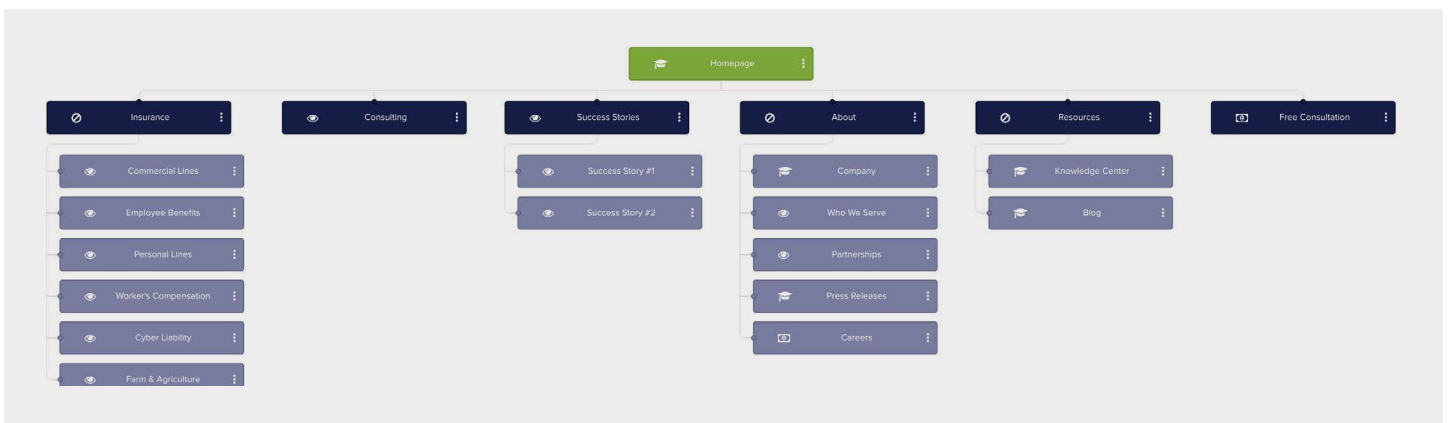 Homepage
Insurance
Consulting
Success Stories
About
Resources
Free Consultation
Commercial Lines
Employee Benefits
Personal Lines
Worker's Compensation
Cyber Liability
Farm & Agriculture
Success Story #1
Success Story #2
Company
Who We Serve
Partnerships
Press Releases
Careers
Knowledge Center
Blog